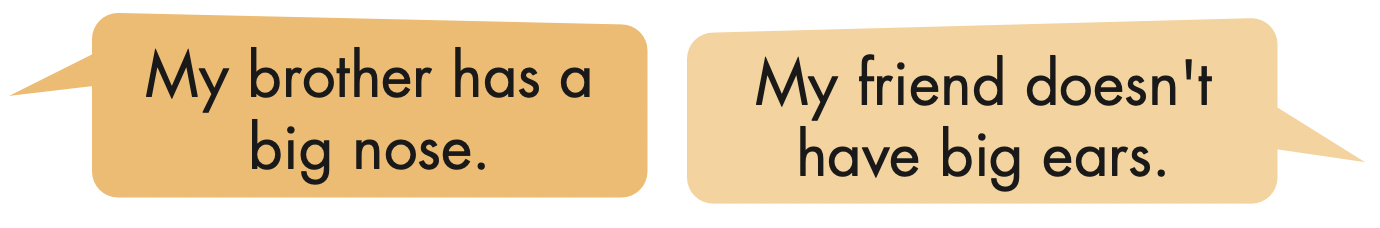 My brother has a
big nose.
My friend doesn't
have big ears.